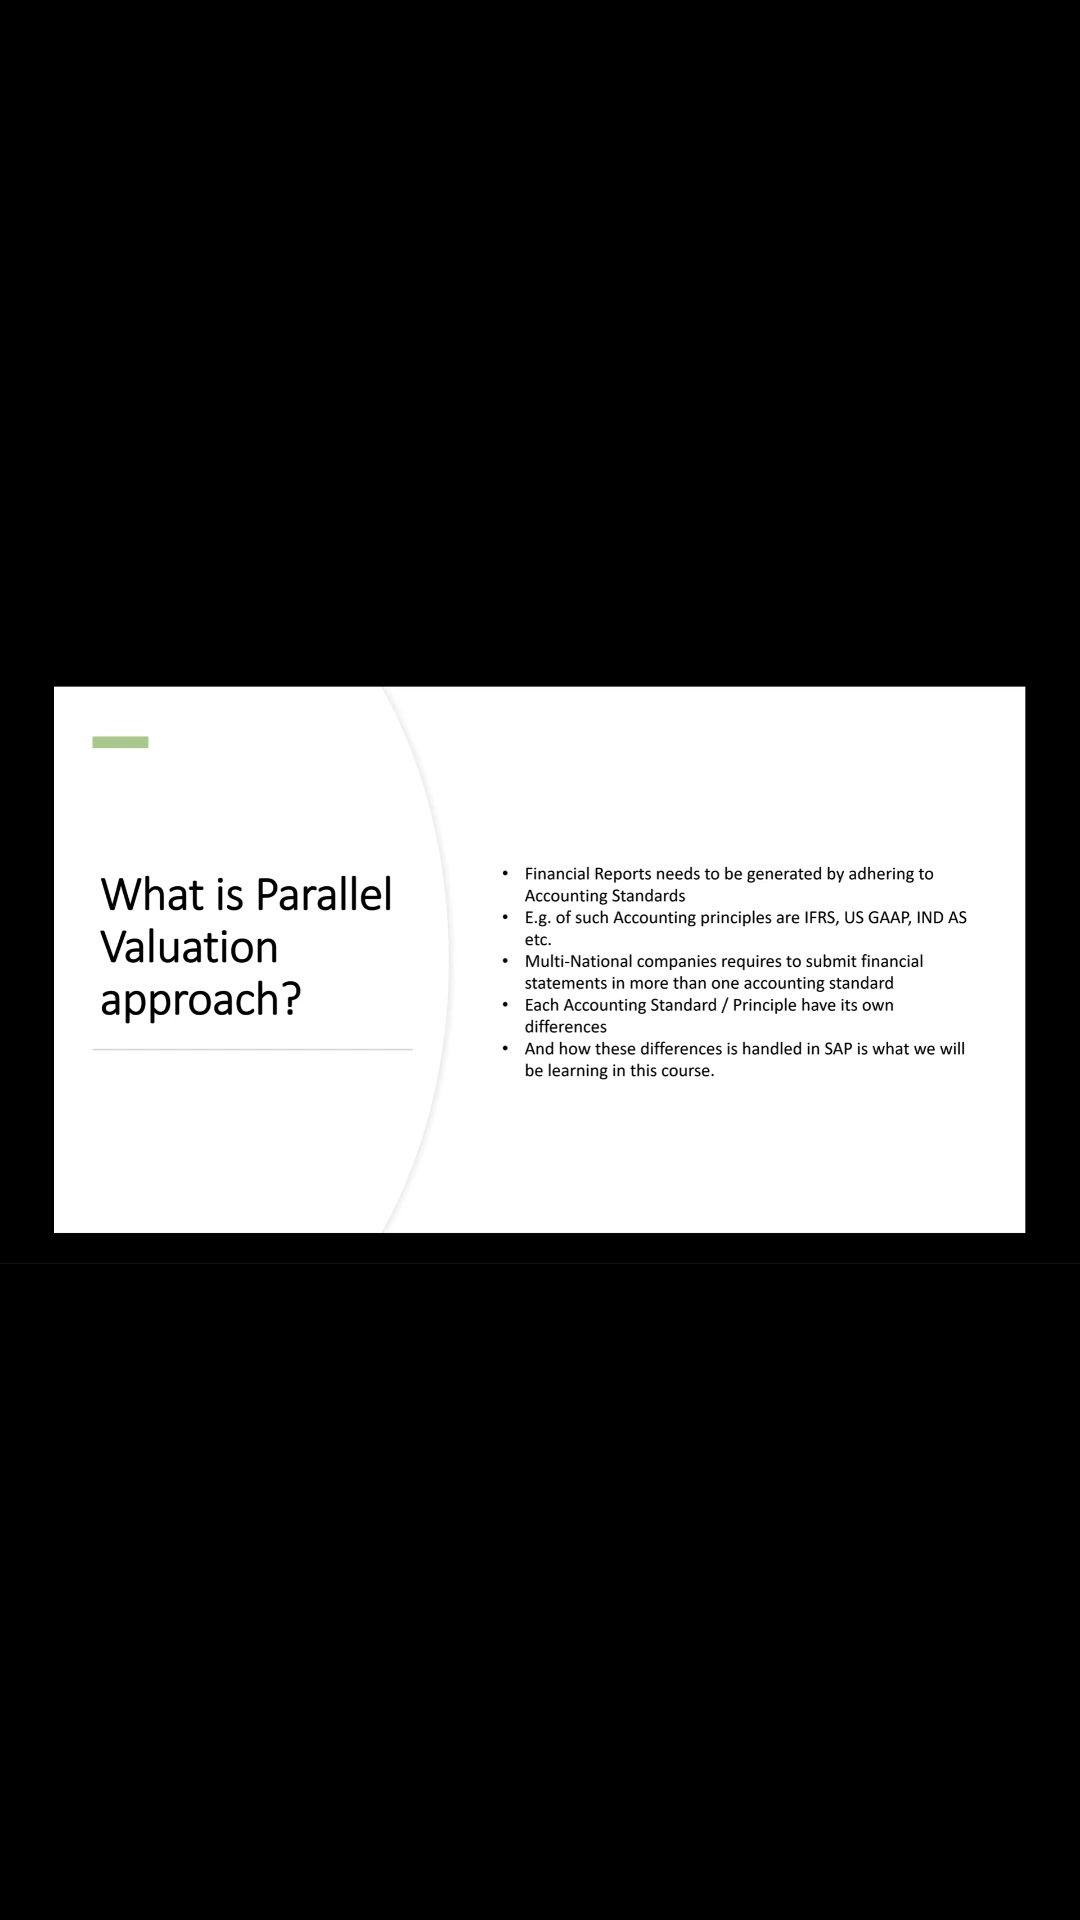 What is Parallel
Valuation
approach?
• Financial Reports needs to be generated by adhering to
Accounting Standards
• E.g. of such Accounting principles are IFRS, US GAAP, IND AS
etc.
• Multi-National companies requires to submit financial
statements in more than one accounting standard
• Each Accounting Standard / Principle have its own
differences
• And how these differences is handled in SAP is what we will
be learning in this course.